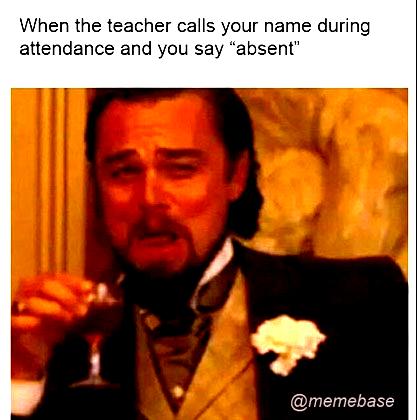 When the teacher calls your name during
attendance and you say “absent”
@memebase